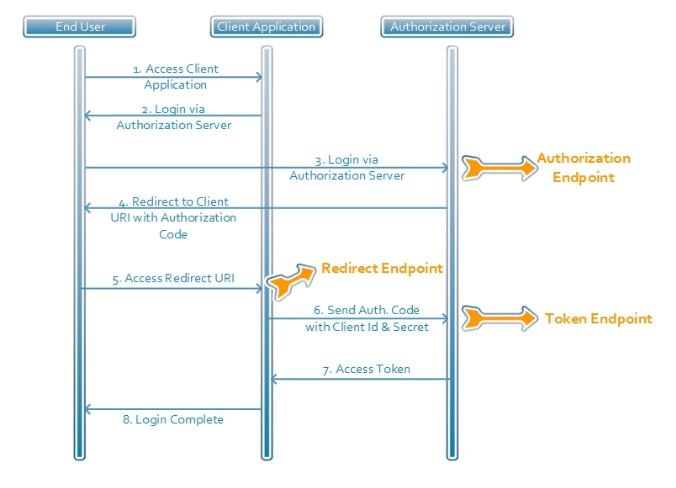 End User
Client Application
Authorization Server
1. Access Client
Application
2. Login via
Authorization Server
3. Login via
Authorization Server
Authorization
Endpoint
4. Redirect to Client
URI with Authorization
Code
5. Access Redirect URI
Redirect Endpoint
6. Send Auth. Code
with Client Id & Secret
Token Endpoint
7. Access Token
8. Login Complete